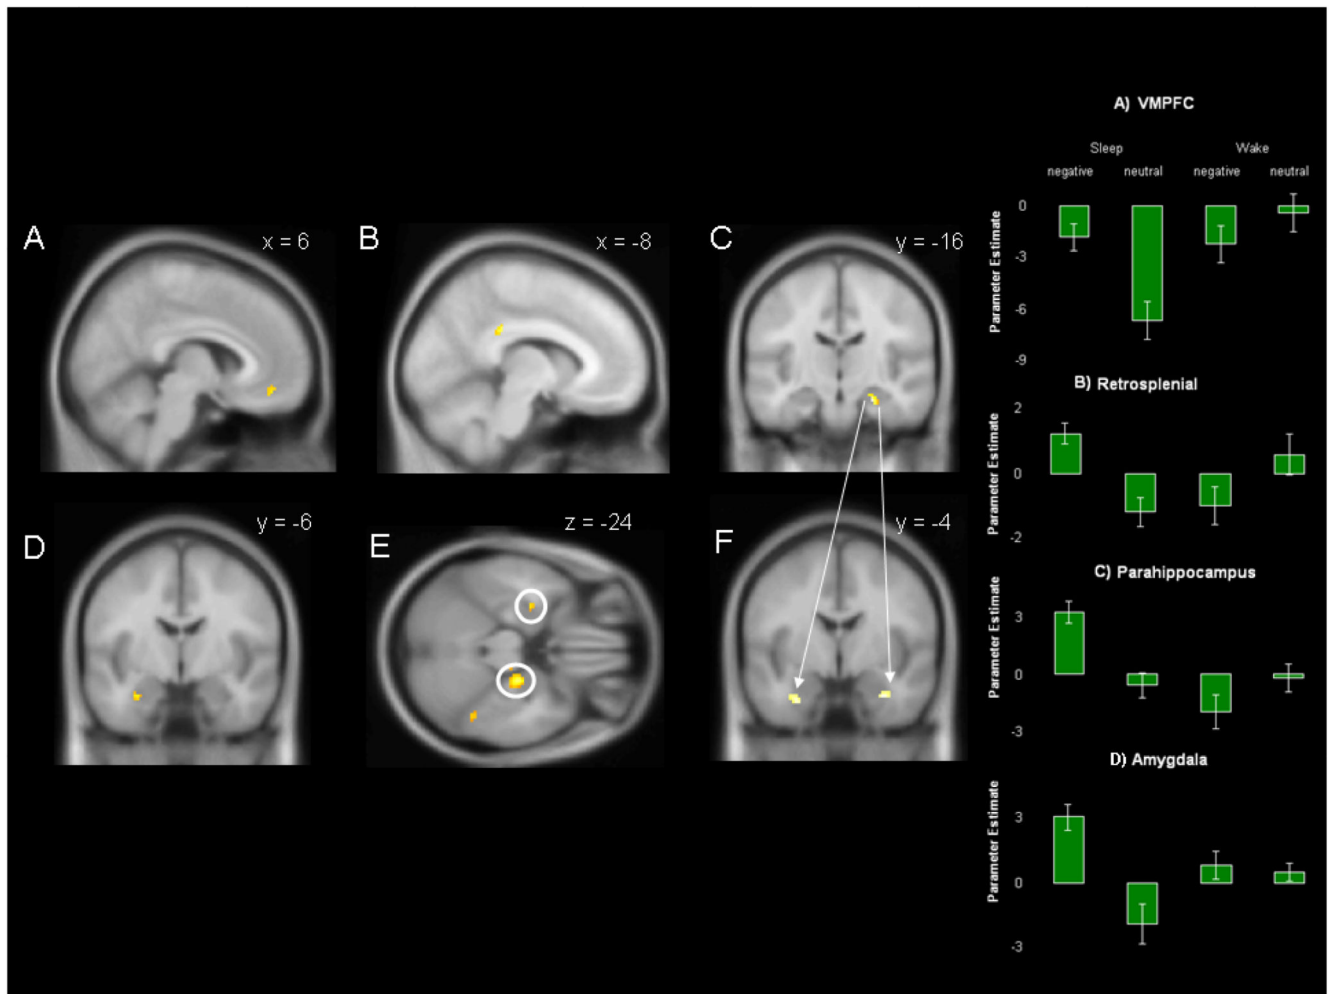 A
x = 6
B
x = -8
C
y = -16
D
y = -6
E
z = -24
F
y = -4
A) VMPFC
Sleep Wake
negative neutral negative neutral
Parameter Estimate
0
-3
-6
-9
B) Retrosplenial
Parameter Estimate
2
0
-2
C) Parahippocampus
Parameter Estimate
3
0
-3
D) Amygdala
Parameter Estimate
3
0
-3